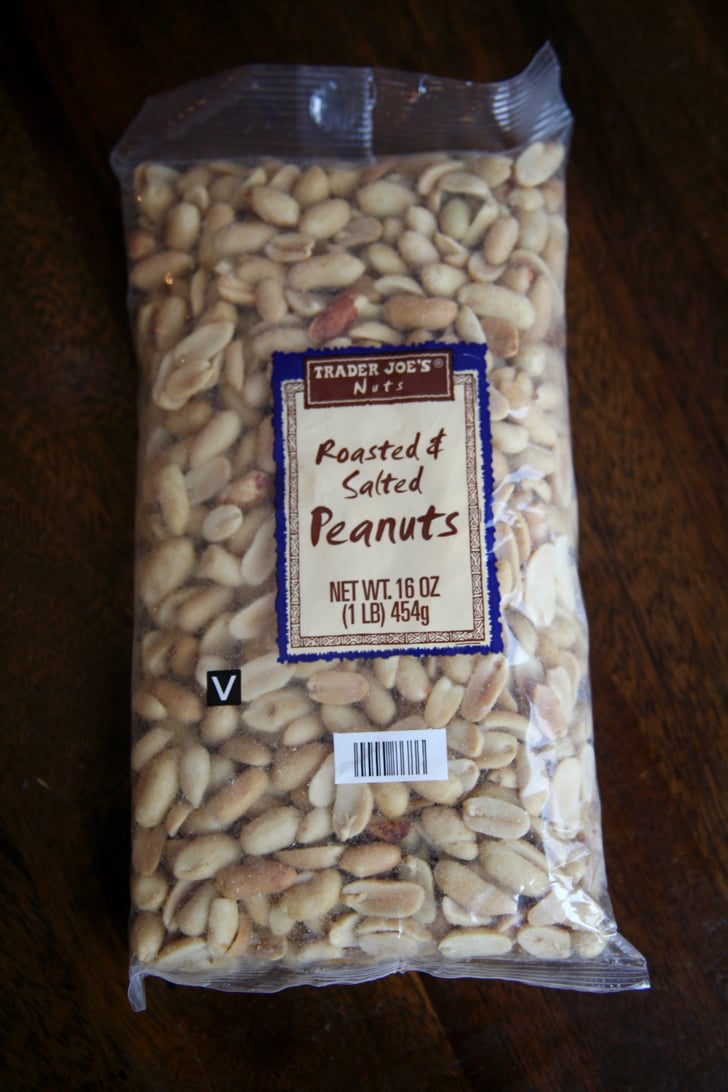 TRADER JOE'S®
Nuts
Roasted &
Salted
Peanuts
NET WT. 16 OZ
(1 LB) 454g
V